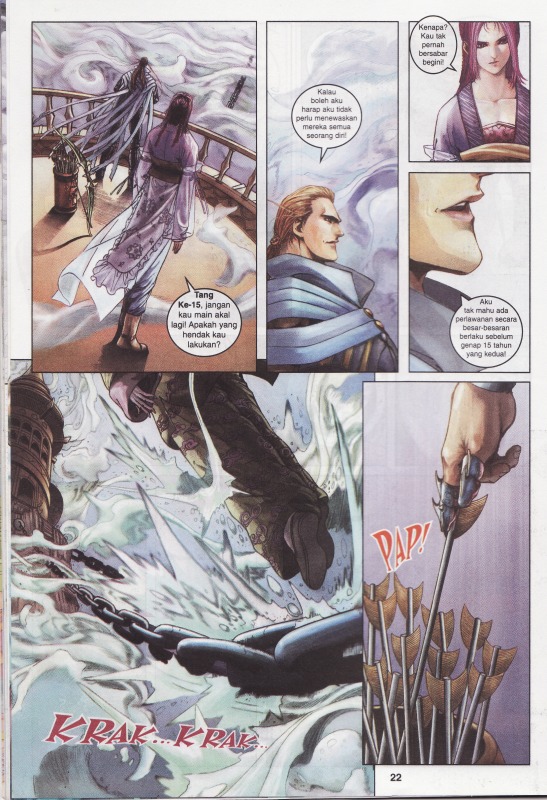 Tang
Ke-15, jangan
kau main akal
lagi! Apakah yang
hendak kau
lakukan?
Kalau
boleh aku
harap aku tidak
perlu menewaskan
mereka semua
seorang diri!
Kenapa?
Kau tak
pernah
bersabar
begini!
Aku
tak mahu ada
perlawanan secara
besar-besaran
berlaku sebelum
genap 15 tahun
yang kedua!
KRAK... KRAK...
PAP!
22